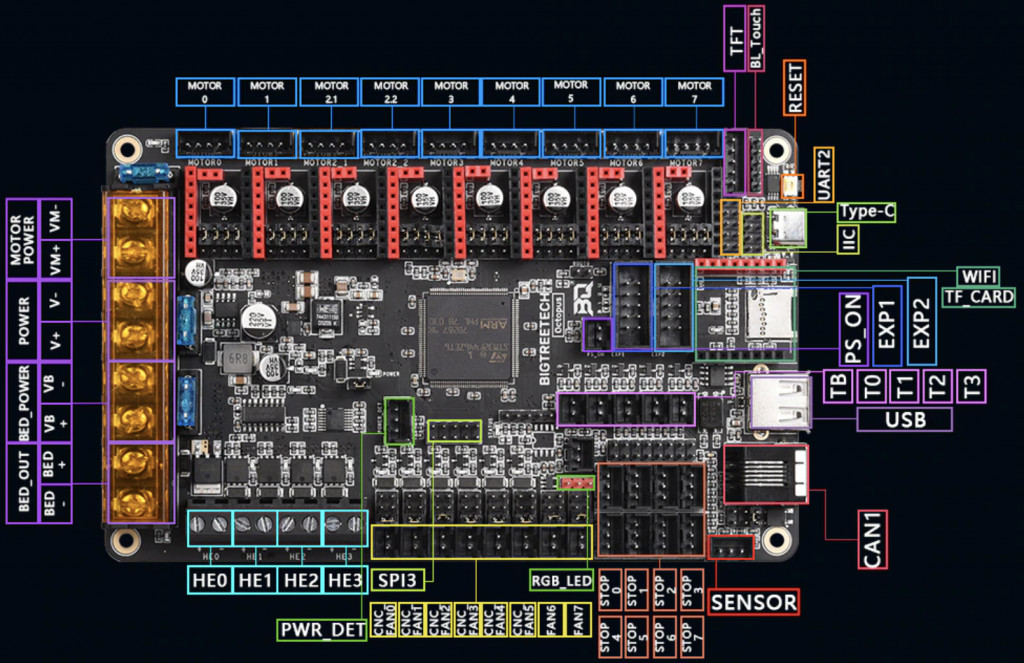 TFT
BL_Touch
MOTOR
0
MOTOR
1
MOTOR
2.1
MOTOR
2.2
MOTOR
3
MOTOR
4
MOTOR
5
MOTOR
6
MOTOR
7
RESET
UART2
MOTOR0
MOTOR1
MOTOR2_1
MOTOR2_2
MOTOR3
MOTOR4
MOTOR5
MOTOR6
MOTOR7
Type-C
IIC
MOTOR
POWER
VM-
VM+
POWER
V-
V+
BED_POWER
VB
-
VB
+
BED_OUT
BED
+
BED
-
WIFI
TF_CARD
PS_ON
EXP1
EXP2
BIGTREETECH
Octopus
ARM
6R8
POWER
TB
T0
T1
T2
T3
USB
CAN1
HE0
HE1
HE2
HE3
HE0
HE1
HE2
HE3
SPI3
RGB_LED
PWR_DET
CNC
FAN0
CNC
FAN1
CNC
FAN2
CNC
FAN3
CNC
FAN4
CNC
FAN5
FAN6
FAN7
STOP
0
STOP
1
STOP
2
STOP
3
STOP
4
STOP
5
STOP
6
STOP
7
SENSOR